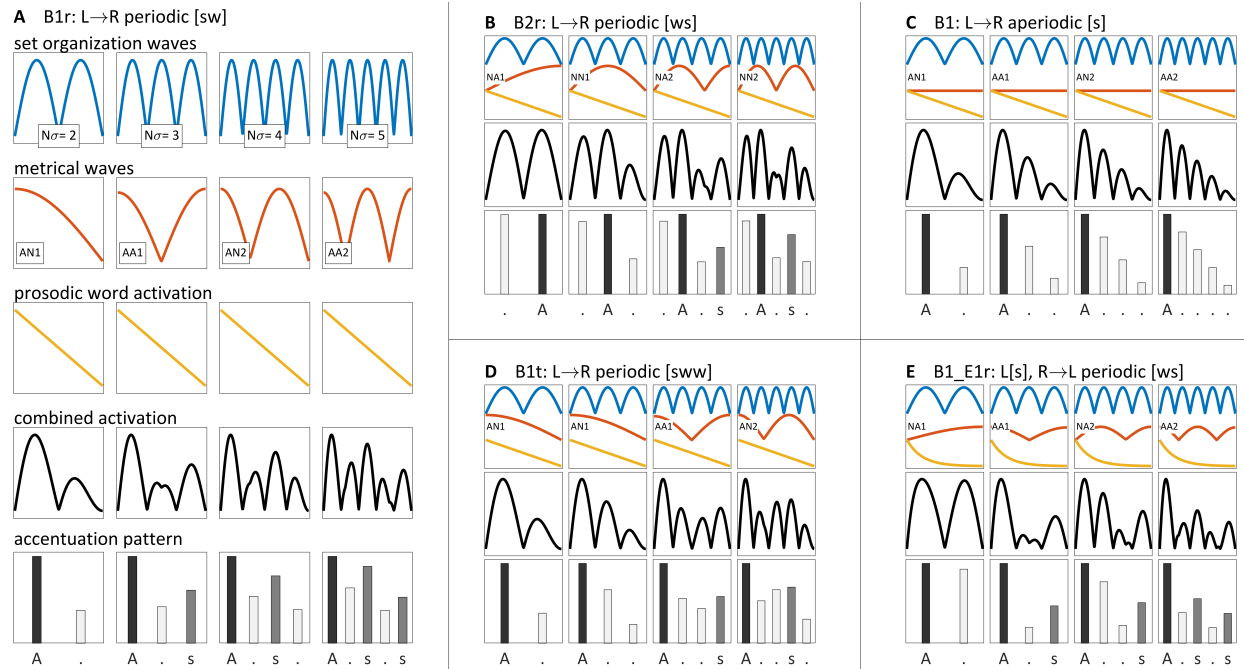 A B1r: L→R periodic [sw]
set organization waves
Nσ= 2 Nσ= 3 Nσ= 4 Nσ= 5
metrical waves
AN1 AA1 AN2 AA2
prosodic word activation
combined activation
accentuation pattern
A . A . s A . s . A . s . s
B B2r: L→R periodic [ws]
NA1 NN1 NA2 NN2
. A . A . . A . s . A . s .
C B1: L→R aperiodic [s]
AN1 AA1 AN2 AA2
A . A . . A . . . A . . . .
D B1t: L→R periodic [sww]
AN1 AN1 AA1 AN2
A . A . . A . . s A . . s .
E B1_E1r: L[s], R→L periodic [ws]
NA1 AA1 NA2 AA2
A . A . s A . . s A . s . s